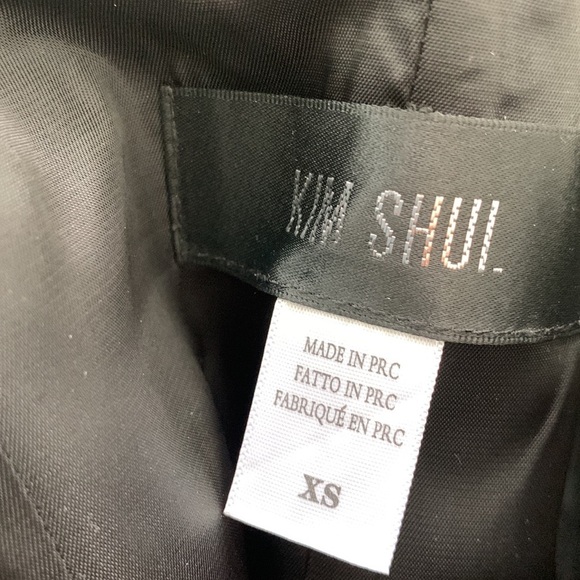 KIM SHUI
MADE IN PRC
FATTO IN PRC
FABRIQUÉ EN PRC
XS